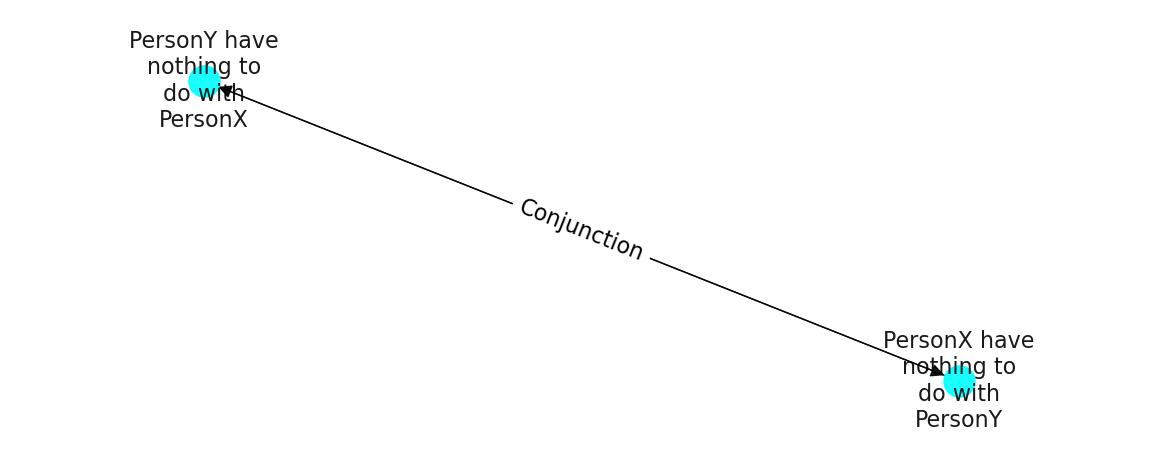 PersonY have
nothing to
do with
PersonX
Conjunction
PersonX have
nothing to
do with
PersonY